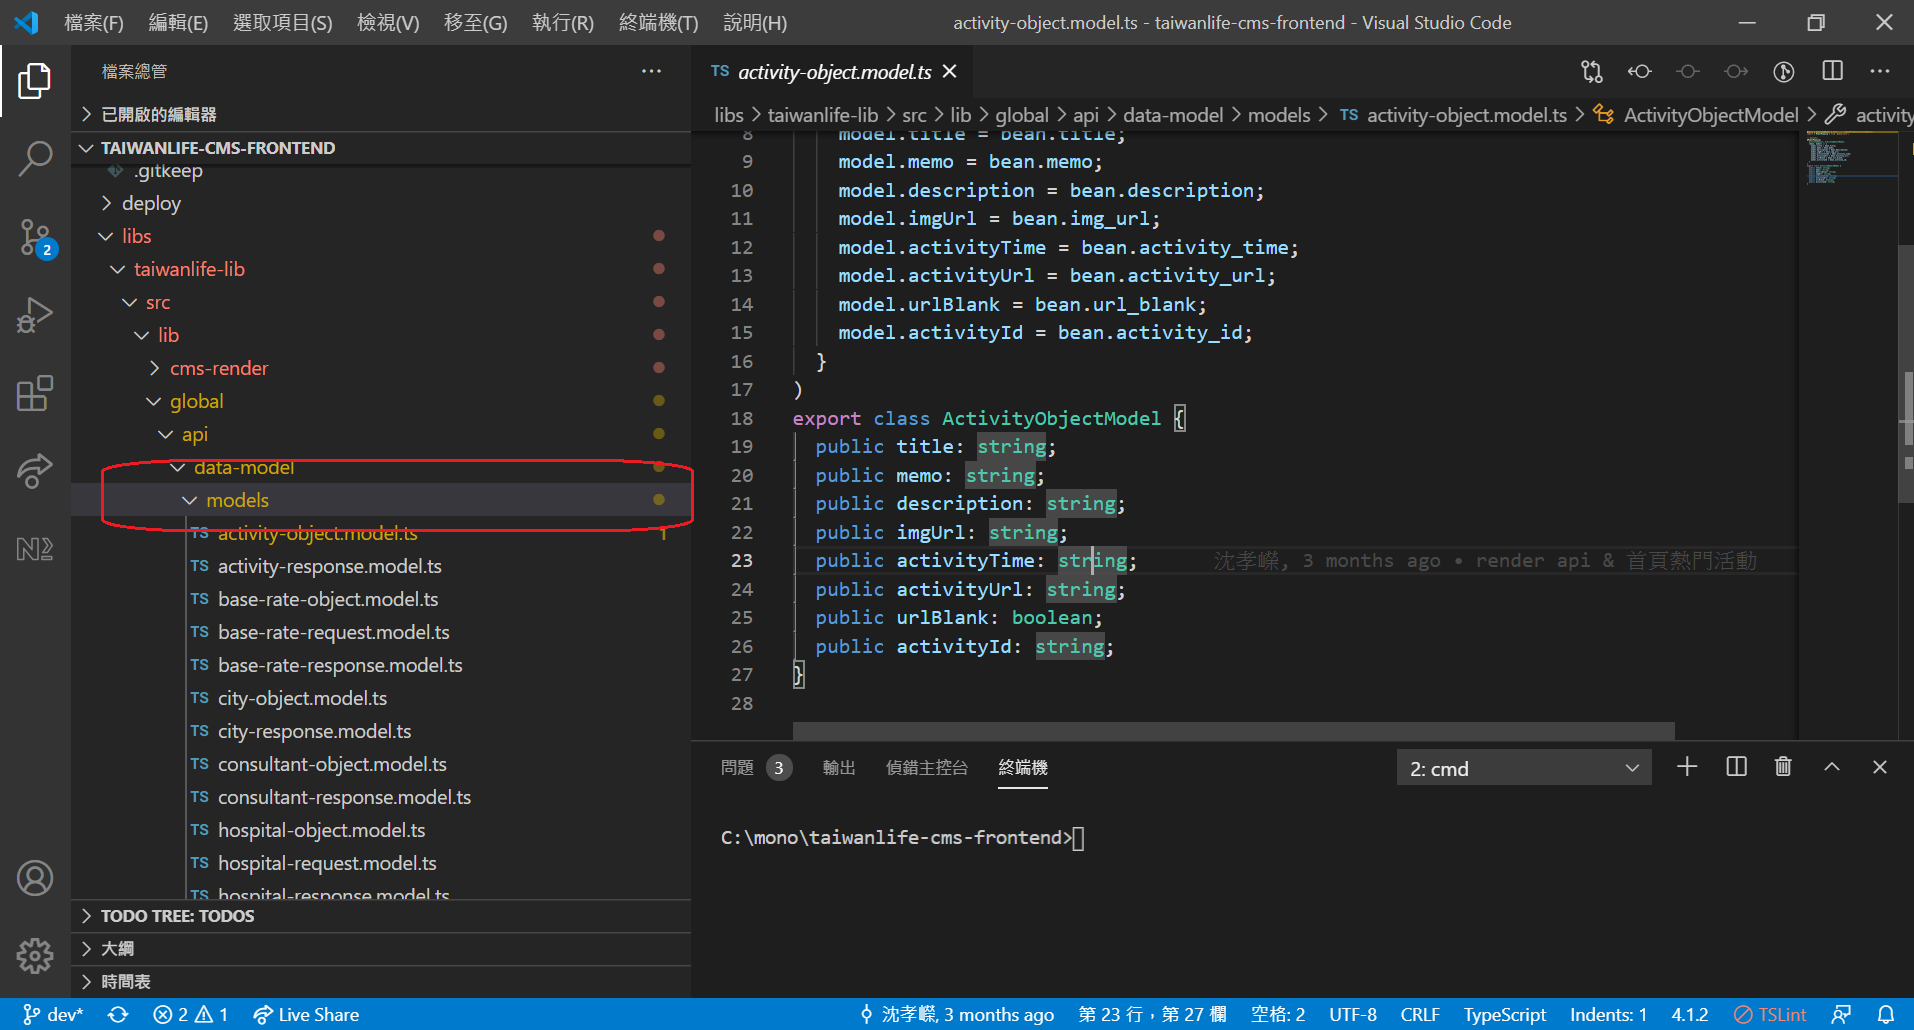 檔案(F) 編輯(E) 選取項目(S) 檢視(V) 移至(G) 執行(R) 終端機(T) 說明(H) activity-object.model.ts - taiwanlife-cms-frontend - Visual Studio Code
檔案總管
已開啟的編輯器
TAIWANLIFE-CMS-FRONTEND
.gitkeep
deploy
libs
taiwanlife-lib
src
lib
cms-render
global
api
data-model
models
TS activity-object.model.ts 1
TS activity-response.model.ts
TS base-rate-object.model.ts
TS base-rate-request.model.ts
TS base-rate-response.model.ts
TS city-object.model.ts
TS city-response.model.ts
TS consultant-object.model.ts
TS consultant-response.model.ts
TS hospital-object.model.ts
TS hospital-request.model.ts
TS hospital-response.model.ts
TODO TREE: TODOS
大綱
時間表
2
TS activity-object.model.ts
libs > taiwanlife-lib > src > lib > global > api > data-model > models > TS activity-object.model.ts > ActivityObjectModel > activity
8 model.title = bean.title;
9 model.memo = bean.memo;
10 model.description = bean.description;
11 model.imgUrl = bean.img_url;
12 model.activityTime = bean.activity_time;
13 model.activityUrl = bean.activity_url;
14 model.urlBlank = bean.url_blank;
15 model.activityId = bean.activity_id;
16 }
17 )
18 export class ActivityObjectModel {
19 public title: string;
20 public memo: string;
21 public description: string;
22 public imgUrl: string;
23 public activityTime: string; 沈孝嶸, 3 months ago • render api & 首頁熱門活動
24 public activityUrl: string;
25 public urlBlank: boolean;
26 public activityId: string;
27 }
28
問題 3 輸出 偵錯主控台 終端機 2: cmd
C:\mono\taiwanlife-cms-frontend>
dev* 2 1 Live Share 沈孝嶸, 3 months ago 第 23 行，第 27 欄 空格: 2 UTF-8 CRLF TypeScript Indents: 1 4.1.2 TSLint